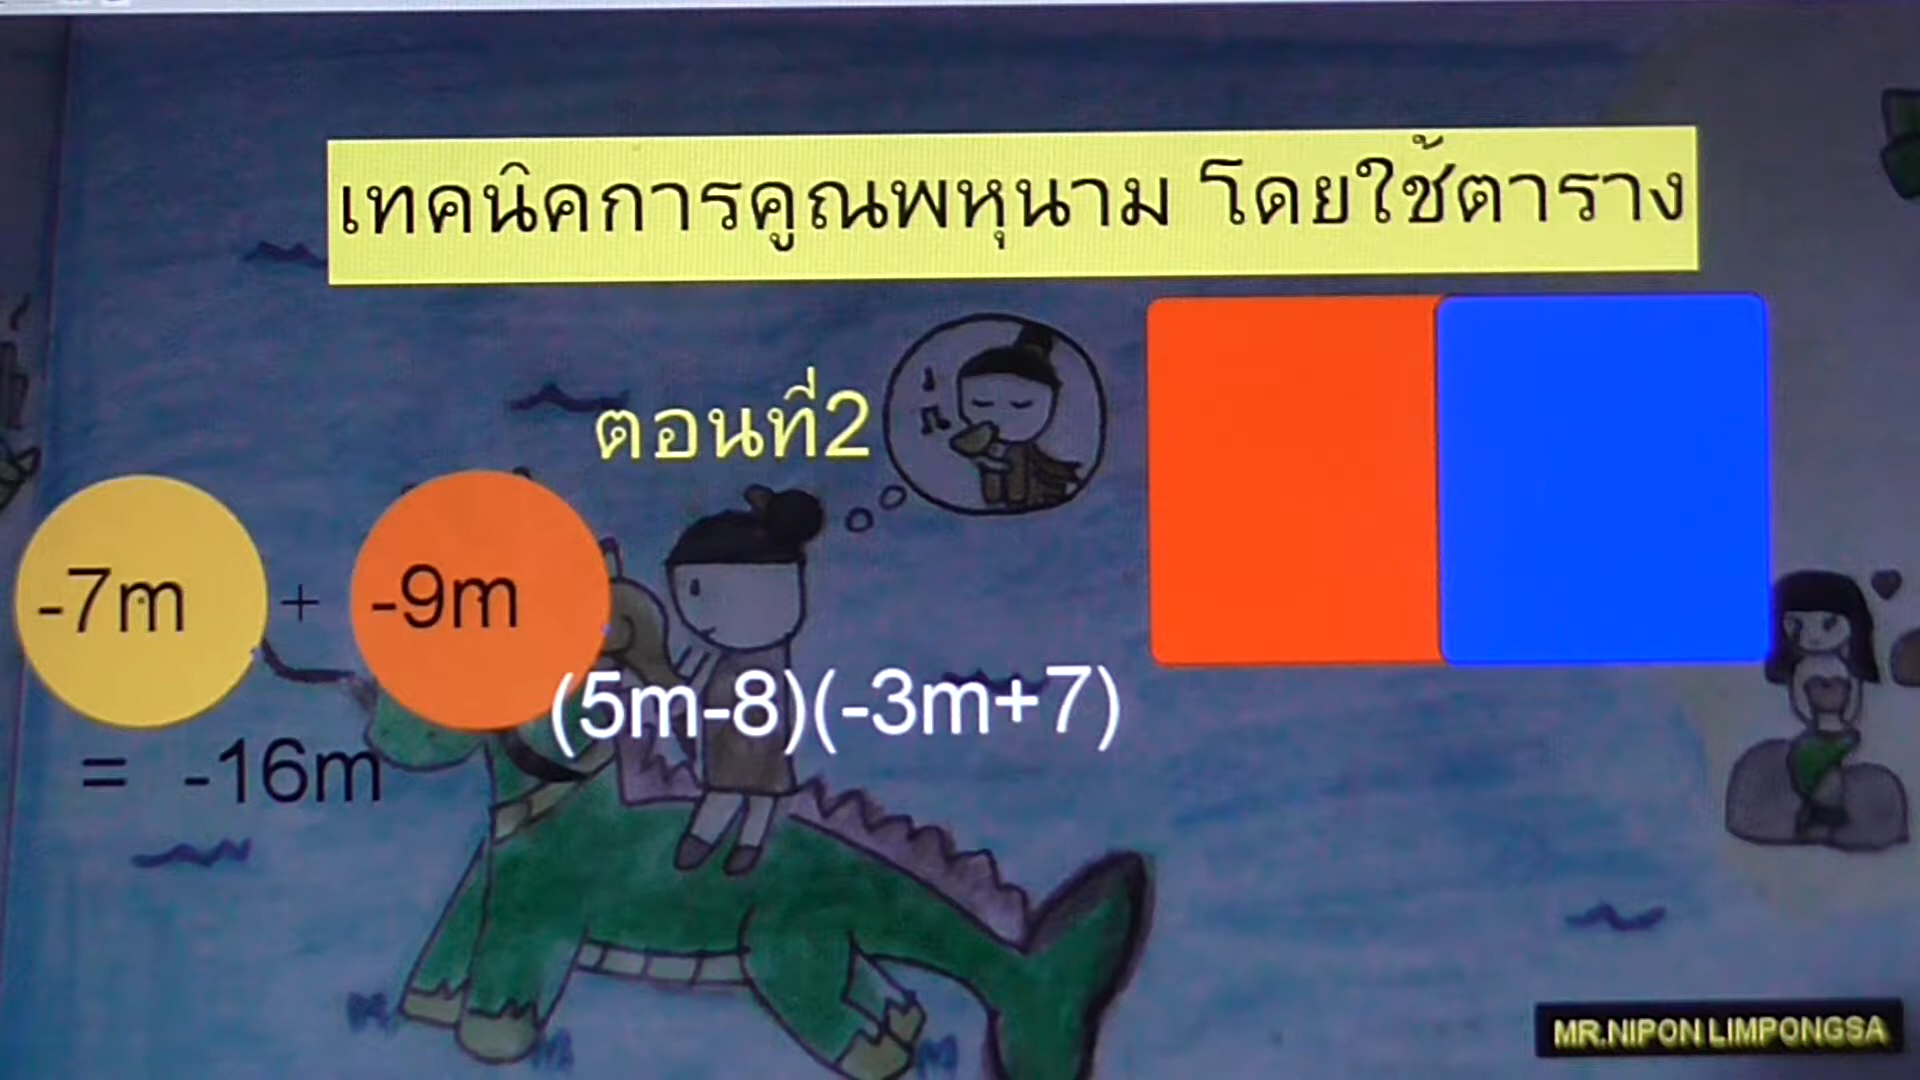 เทคนิคการคูณพหุนาม โดยใช้ตาราง
ตอนที่2
-7m + -9m
(5m-8)(-3m+7)
= -16m
MR.NIPON LIMPONGSA